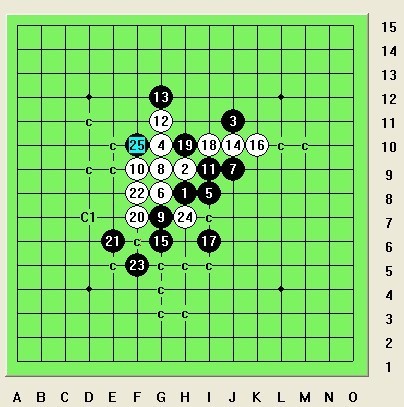 15
14
13
13 12
c 12 3 11
c 25 4 19 18 14 16 c c 10
c c 10 8 2 11 7 9
22 6 1 5 8
C1 20 9 24 c 7
21 c 15 17 6
c 23 c c c 5
c 4
c c 3
2
1
A B C D E F G H I J K L M N O